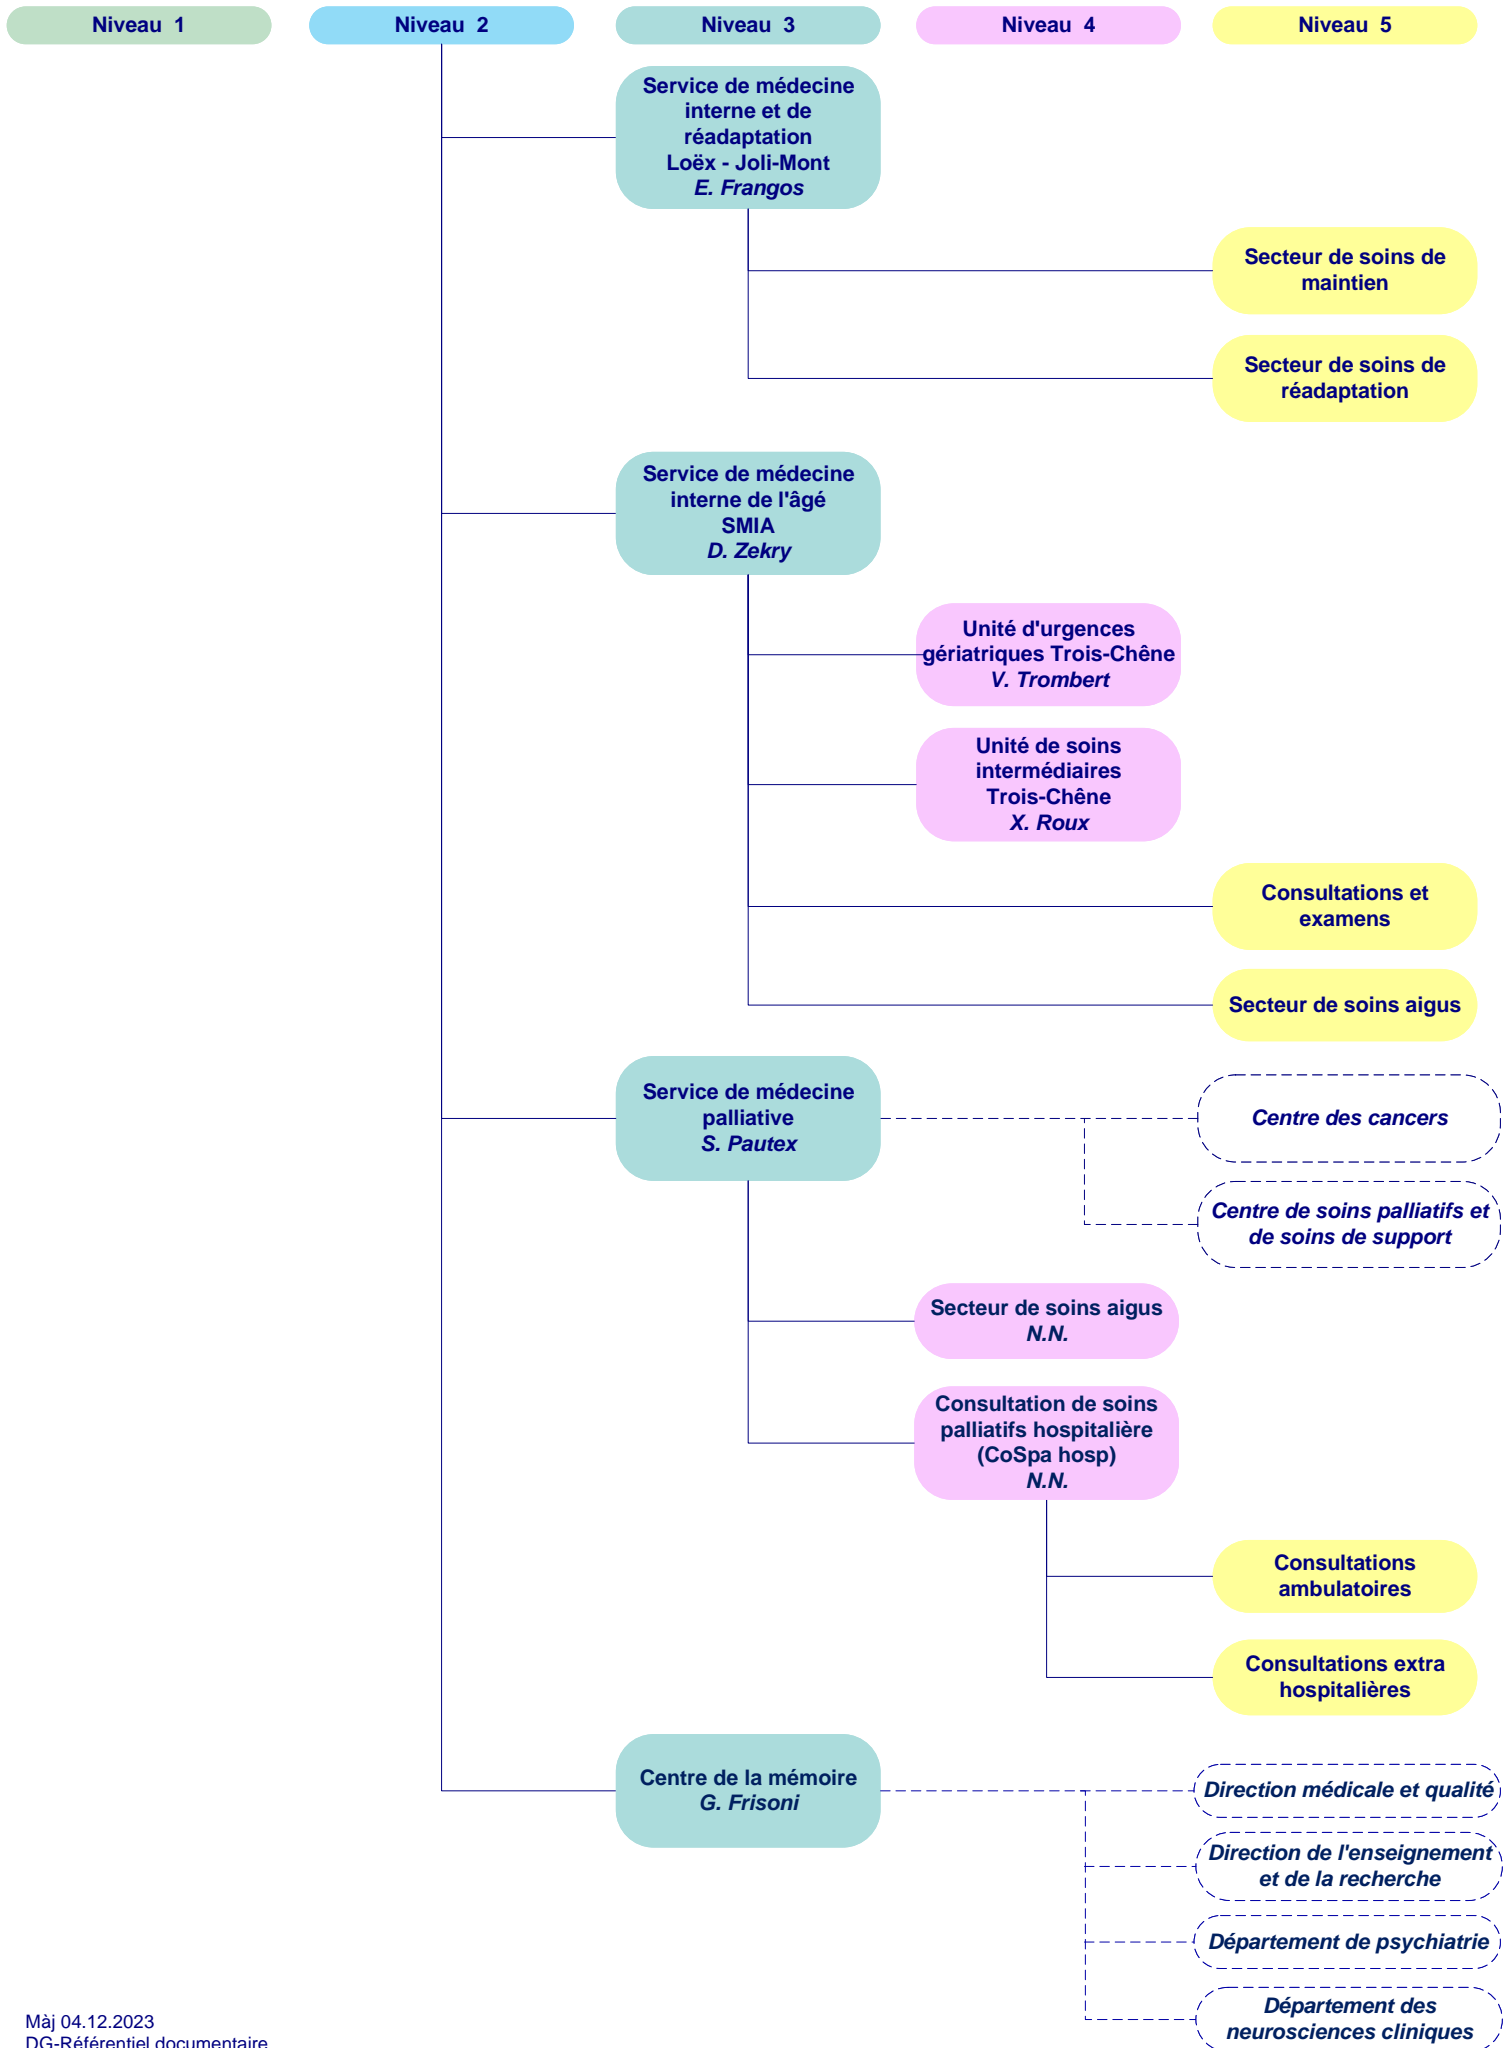 Niveau  1
Niveau  2
Niveau  3
Niveau  4
Niveau  5
Service de médecine
interne et de
réadaptation
Loëx - Joli-Mont
E. Frangos
Secteur de soins de
maintien
Secteur de soins de
réadaptation
Service de médecine
interne de l'âgé
SMIA
D. Zekry
Unité d'urgences
gériatriques Trois-Chêne
V. Trombert
Unité de soins
intermédiaires
Trois-Chêne
X. Roux
Consultations et
examens
Secteur de soins aigus
Service de médecine
palliative
S. Pautex
Centre des cancers
Centre de soins palliatifs et
de soins de support
Secteur de soins aigus
N.N.
Consultation de soins
palliatifs hospitalière
(CoSpa hosp)
N.N.
Consultations
ambulatoires
Consultations extra
hospitalières
Centre de la mémoire
G. Frisoni
Direction médicale et qualité
Direction de l'enseignement
et de la recherche
Département de psychiatrie
Département des
neurosciences cliniques
Màj 04.12.2023
DG-Référentiel documentaire